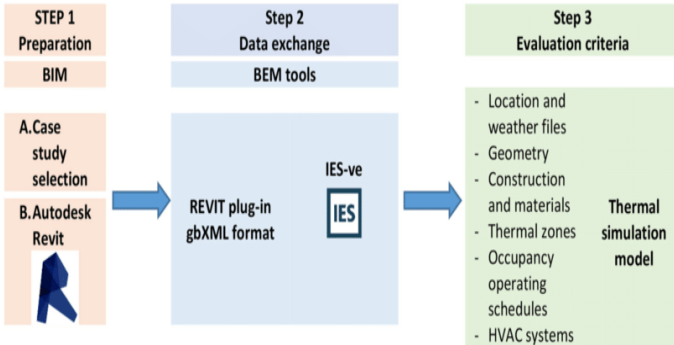 STEP 1
Preparation
BIM
A.Case
study
selection
B.Autodesk
Revit
Step 2
Data exchange
BEM tools
REVIT plug-in
gbXML format
IES-ve
IES
Step 3
Evaluation criteria
- Location and
weather files
- Geometry
- Construction
and materials
- Thermal zones
- Occupancy
operating
schedules
- HVAC systems
Thermal
simulation
model